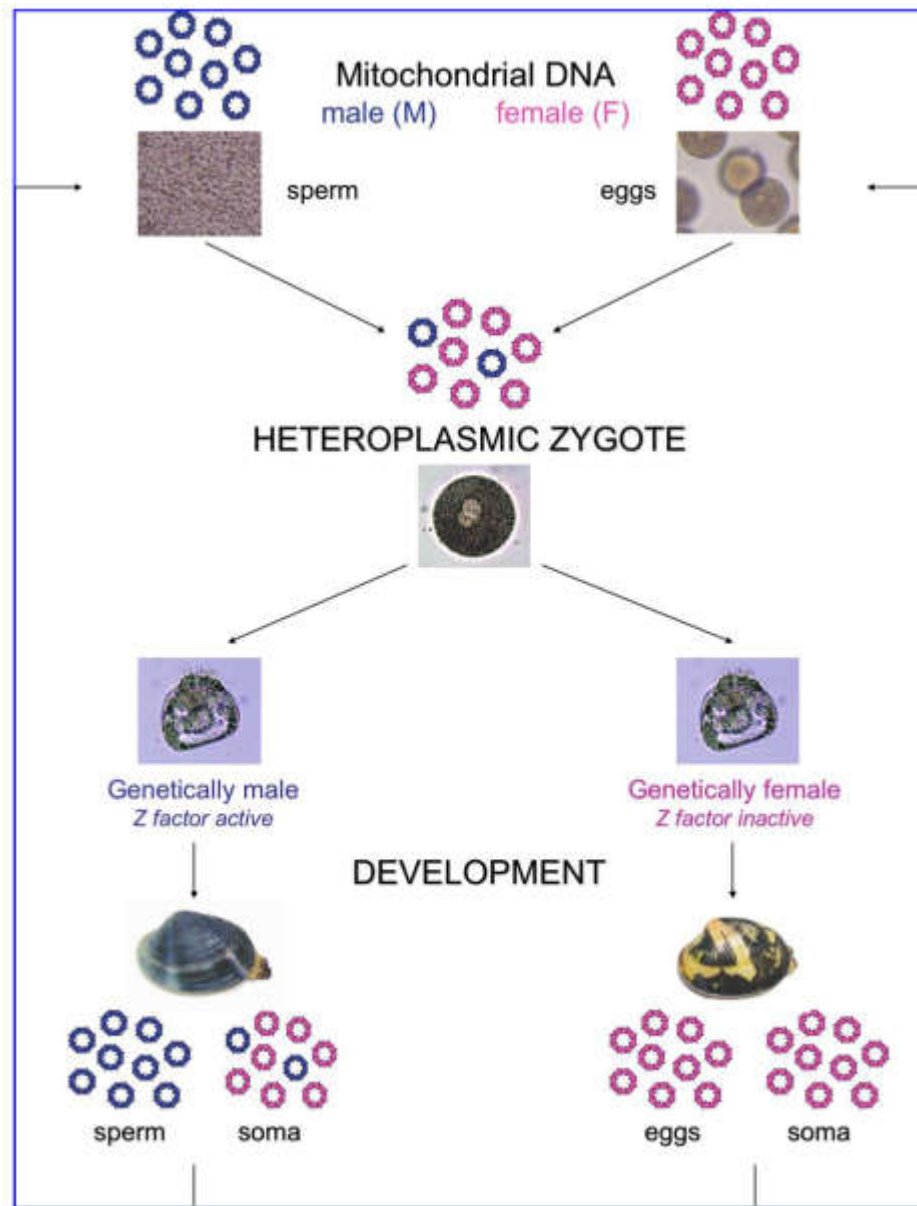 Mitochondrial DNA
male (M) female (F)
sperm eggs
HETEROPLASMIC ZYGOTE
Genetically male Genetically female
Z factor active Z factor inactive
DEVELOPMENT
sperm soma eggs soma